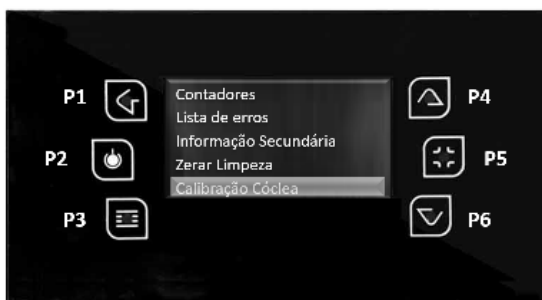 P1
P2
P3
Contadores
Lista de erros
Informação Secundária
Zerar Limpeza
Calibração Cóclea
P4
P5
P6